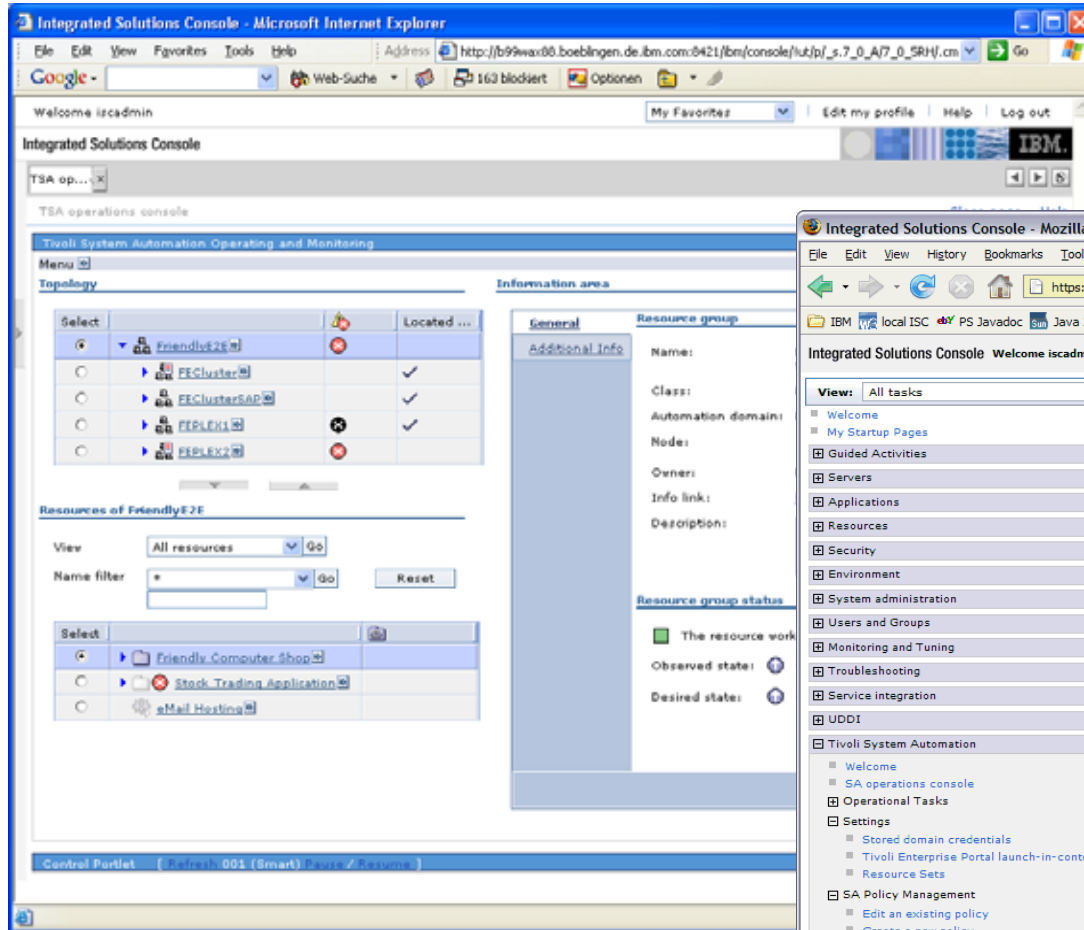 Integrated Solutions Console - Microsoft Internet Explorer
File Edit View Favorites Tools Help
Address http://b99wax88.boeblingen.de.ibm.com:8421/ibm/console/!ut/p/_s.7_0_A/7_0_5RH/.cm Go
Google Web-Suche 163 blockiert Optionen
Welcome iscadmin
My Favorites Edit my profile Help Log out
Integrated Solutions Console
IBM.
TSA op...
TSA operations console
Tivoli System Automation Operating and Monitoring
Menu
Topology
Select Located ...
FriendlyE2E
FECluster
FEClusterSAP
FEPLEX1
FEPLEX2
Resources of FriendlyE2E
View All resources Go
Name filter * Go Reset
Select
Friendly Computer Shop
Stock Trading Application
eMail Hosting
Information area
General
Additional Info
Resource group
Name:
Class:
Automation domain:
Node:
Owner:
Info link:
Description:
Resource group status
The resource work
Observed state:
Desired state:
Control Portlet [ Refresh 001 (Smart) Pause / Resume ]
Integrated Solutions Console - Mozilla
File Edit View History Bookmarks Tool
https:
IBM local ISC PS Javadoc Java
Integrated Solutions Console Welcome iscadm
View: All tasks
Welcome
My Startup Pages
Guided Activities
Servers
Applications
Resources
Security
Environment
System administration
Users and Groups
Monitoring and Tuning
Troubleshooting
Service integration
UDDI
Tivoli System Automation
Welcome
SA operations console
Operational Tasks
Settings
Stored domain credentials
Tivoli Enterprise Portal launch-in-conte
Resource Sets
SA Policy Management
Edit an existing policy
Create a new policy